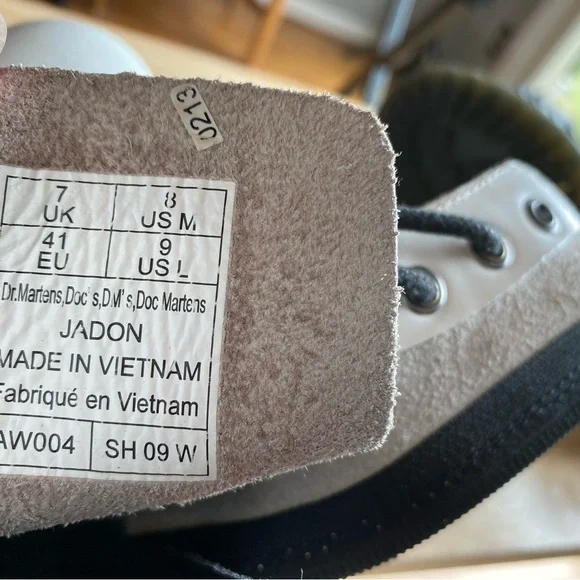 0213
7 UK 8 US M
41 EU 9 US L
Dr.Martens,Doc's,D.M's,Doc Martens
JADON
MADE IN VIETNAM
Fabriqué en Vietnam
AW004 SH 09 W